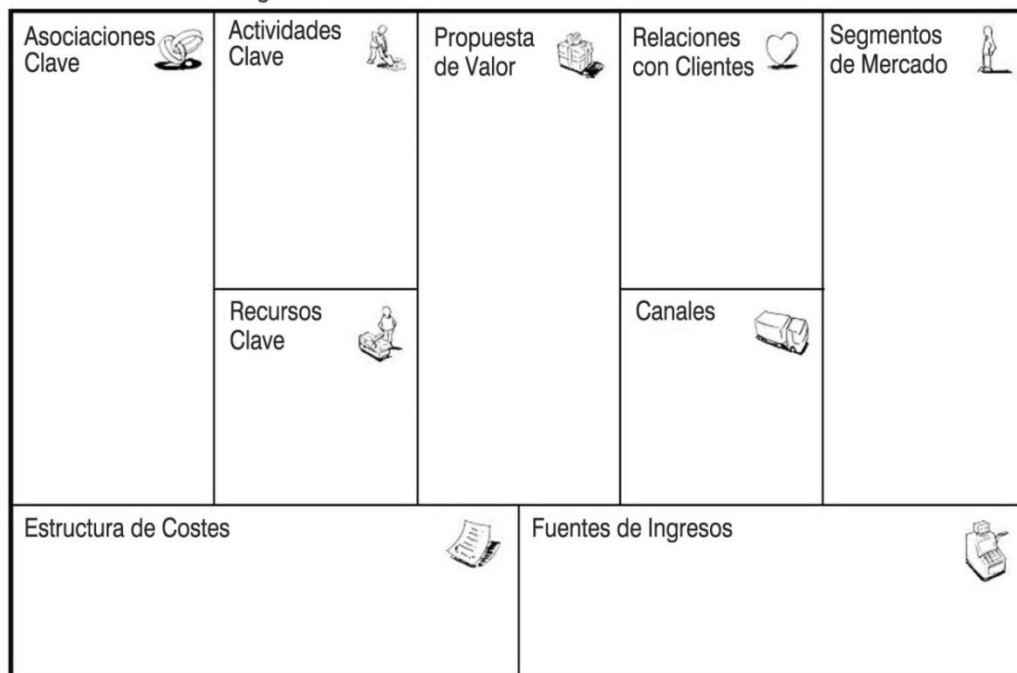 Asociaciones
Clave
Actividades
Clave
Propuesta
de Valor
Relaciones
con Clientes
Segmentos
de Mercado
Recursos
Clave
Canales
Estructura de Costes
Fuentes de Ingresos